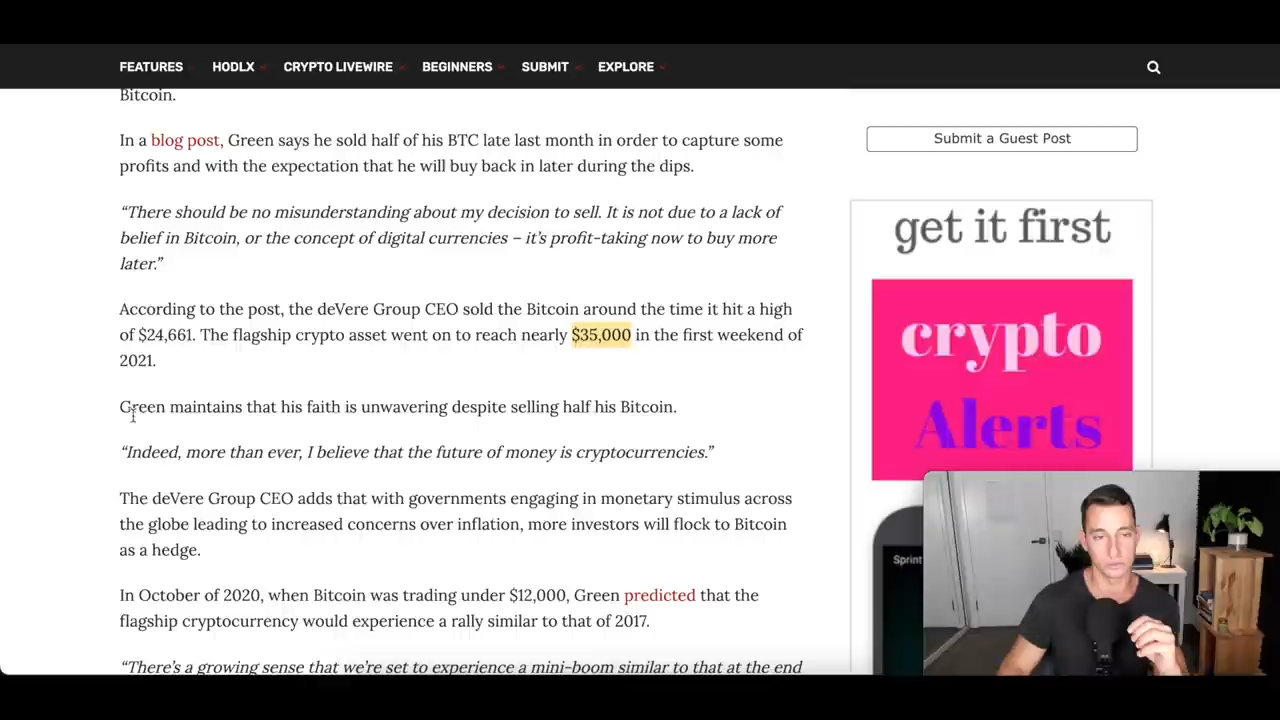 FEATURES HODLX CRYPTO LIVEWIRE BEGINNERS SUBMIT EXPLORE
Bitcoin.
In a blog post, Green says he sold half of his BTC late last month in order to capture some
profits and with the expectation that he will buy back in later during the dips.
“There should be no misunderstanding about my decision to sell. It is not due to a lack of
belief in Bitcoin, or the concept of digital currencies – it’s profit-taking now to buy more
later.”
According to the post, the deVere Group CEO sold the Bitcoin around the time it hit a high
of $24,661. The flagship crypto asset went on to reach nearly $35,000 in the first weekend of
2021.
Green maintains that his faith is unwavering despite selling half his Bitcoin.
“Indeed, more than ever, I believe that the future of money is cryptocurrencies.”
The deVere Group CEO adds that with governments engaging in monetary stimulus across
the globe leading to increased concerns over inflation, more investors will flock to Bitcoin
as a hedge.
In October of 2020, when Bitcoin was trading under $12,000, Green predicted that the
flagship cryptocurrency would experience a rally similar to that of 2017.
“There’s a growing sense that we’re set to experience a mini-boom similar to that at the end
Submit a Guest Post
get it first
crypto
Alerts
Sprint